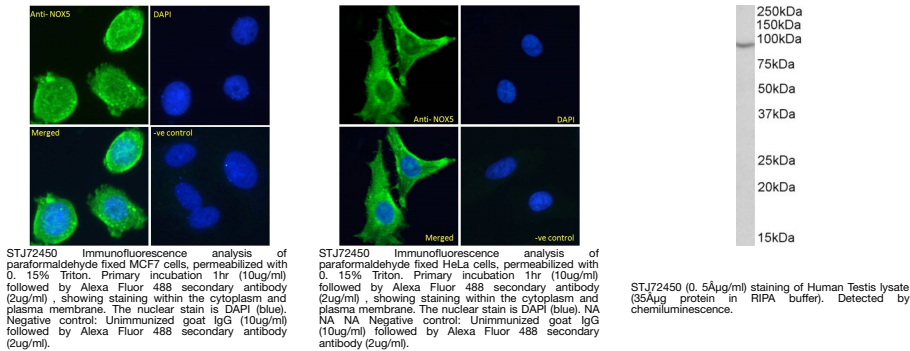 Anti- NOX5
DAPI
Merged
-ve control
STJ72450 Immunofluorescence analysis of
paraformaldehyde fixed MCF7 cells, permeabilized with
0. 15% Triton. Primary incubation 1hr (10ug/ml)
followed by Alexa Fluor 488 secondary antibody
(2ug/ml) , showing staining within the cytoplasm and
plasma membrane. The nuclear stain is DAPI (blue).
Negative control: Unimmunized goat IgG (10ug/ml)
followed by Alexa Fluor 488 secondary antibody
(2ug/ml).
Anti- NOX5
DAPI
Merged
-ve control
STJ72450 Immunofluorescence analysis of
paraformaldehyde fixed HeLa cells, permeabilized with
0. 15% Triton. Primary incubation 1hr (10ug/ml)
followed by Alexa Fluor 488 secondary antibody
(2ug/ml) , showing staining within the cytoplasm and
plasma membrane. The nuclear stain is DAPI (blue). NA
NA NA Negative control: Unimmunized goat IgG
(10ug/ml) followed by Alexa Fluor 488 secondary
antibody (2ug/ml).
250kDa
150kDa
100kDa
75kDa
50kDa
37kDa
25kDa
20kDa
15kDa
STJ72450 (0. 5Âµg/ml) staining of Human Testis lysate
(35Âµg protein in RIPA buffer). Detected by
chemiluminescence.